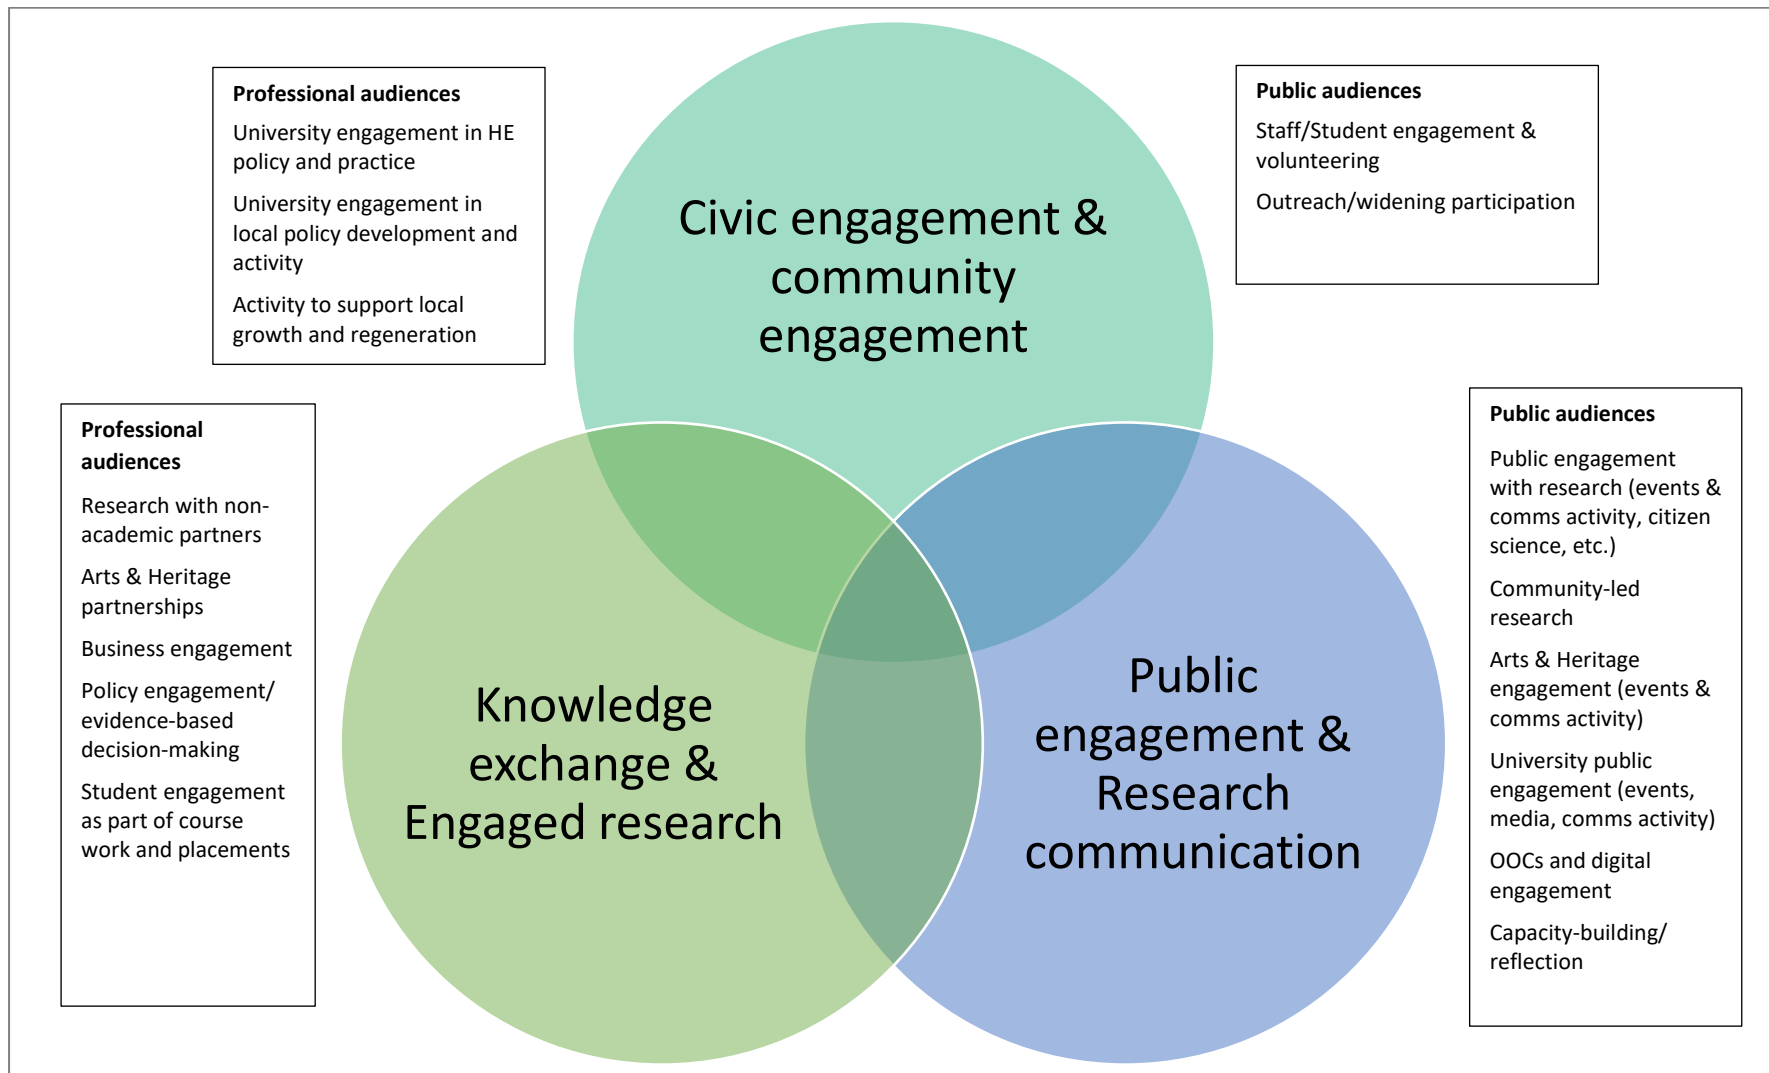 Professional audiences
University engagement in HE
policy and practice
University engagement in
local policy development and
activity
Activity to support local
growth and regeneration
Civic engagement &
community
engagement
Public audiences
Staff/Student engagement &
volunteering
Outreach/widening participation
Professional
audiences
Research with non-
academic partners
Arts & Heritage
partnerships
Business engagement
Policy engagement/
evidence-based
decision-making
Student engagement
as part of course
work and placements
Knowledge
exchange &
Engaged research
Public
engagement &
Research
communication
Public audiences
Public engagement
with research (events &
comms activity, citizen
science, etc.)
Community-led
research
Arts & Heritage
engagement (events &
comms activity)
University public
engagement (events,
media, comms activity)
OOCs and digital
engagement
Capacity-building/
reflection